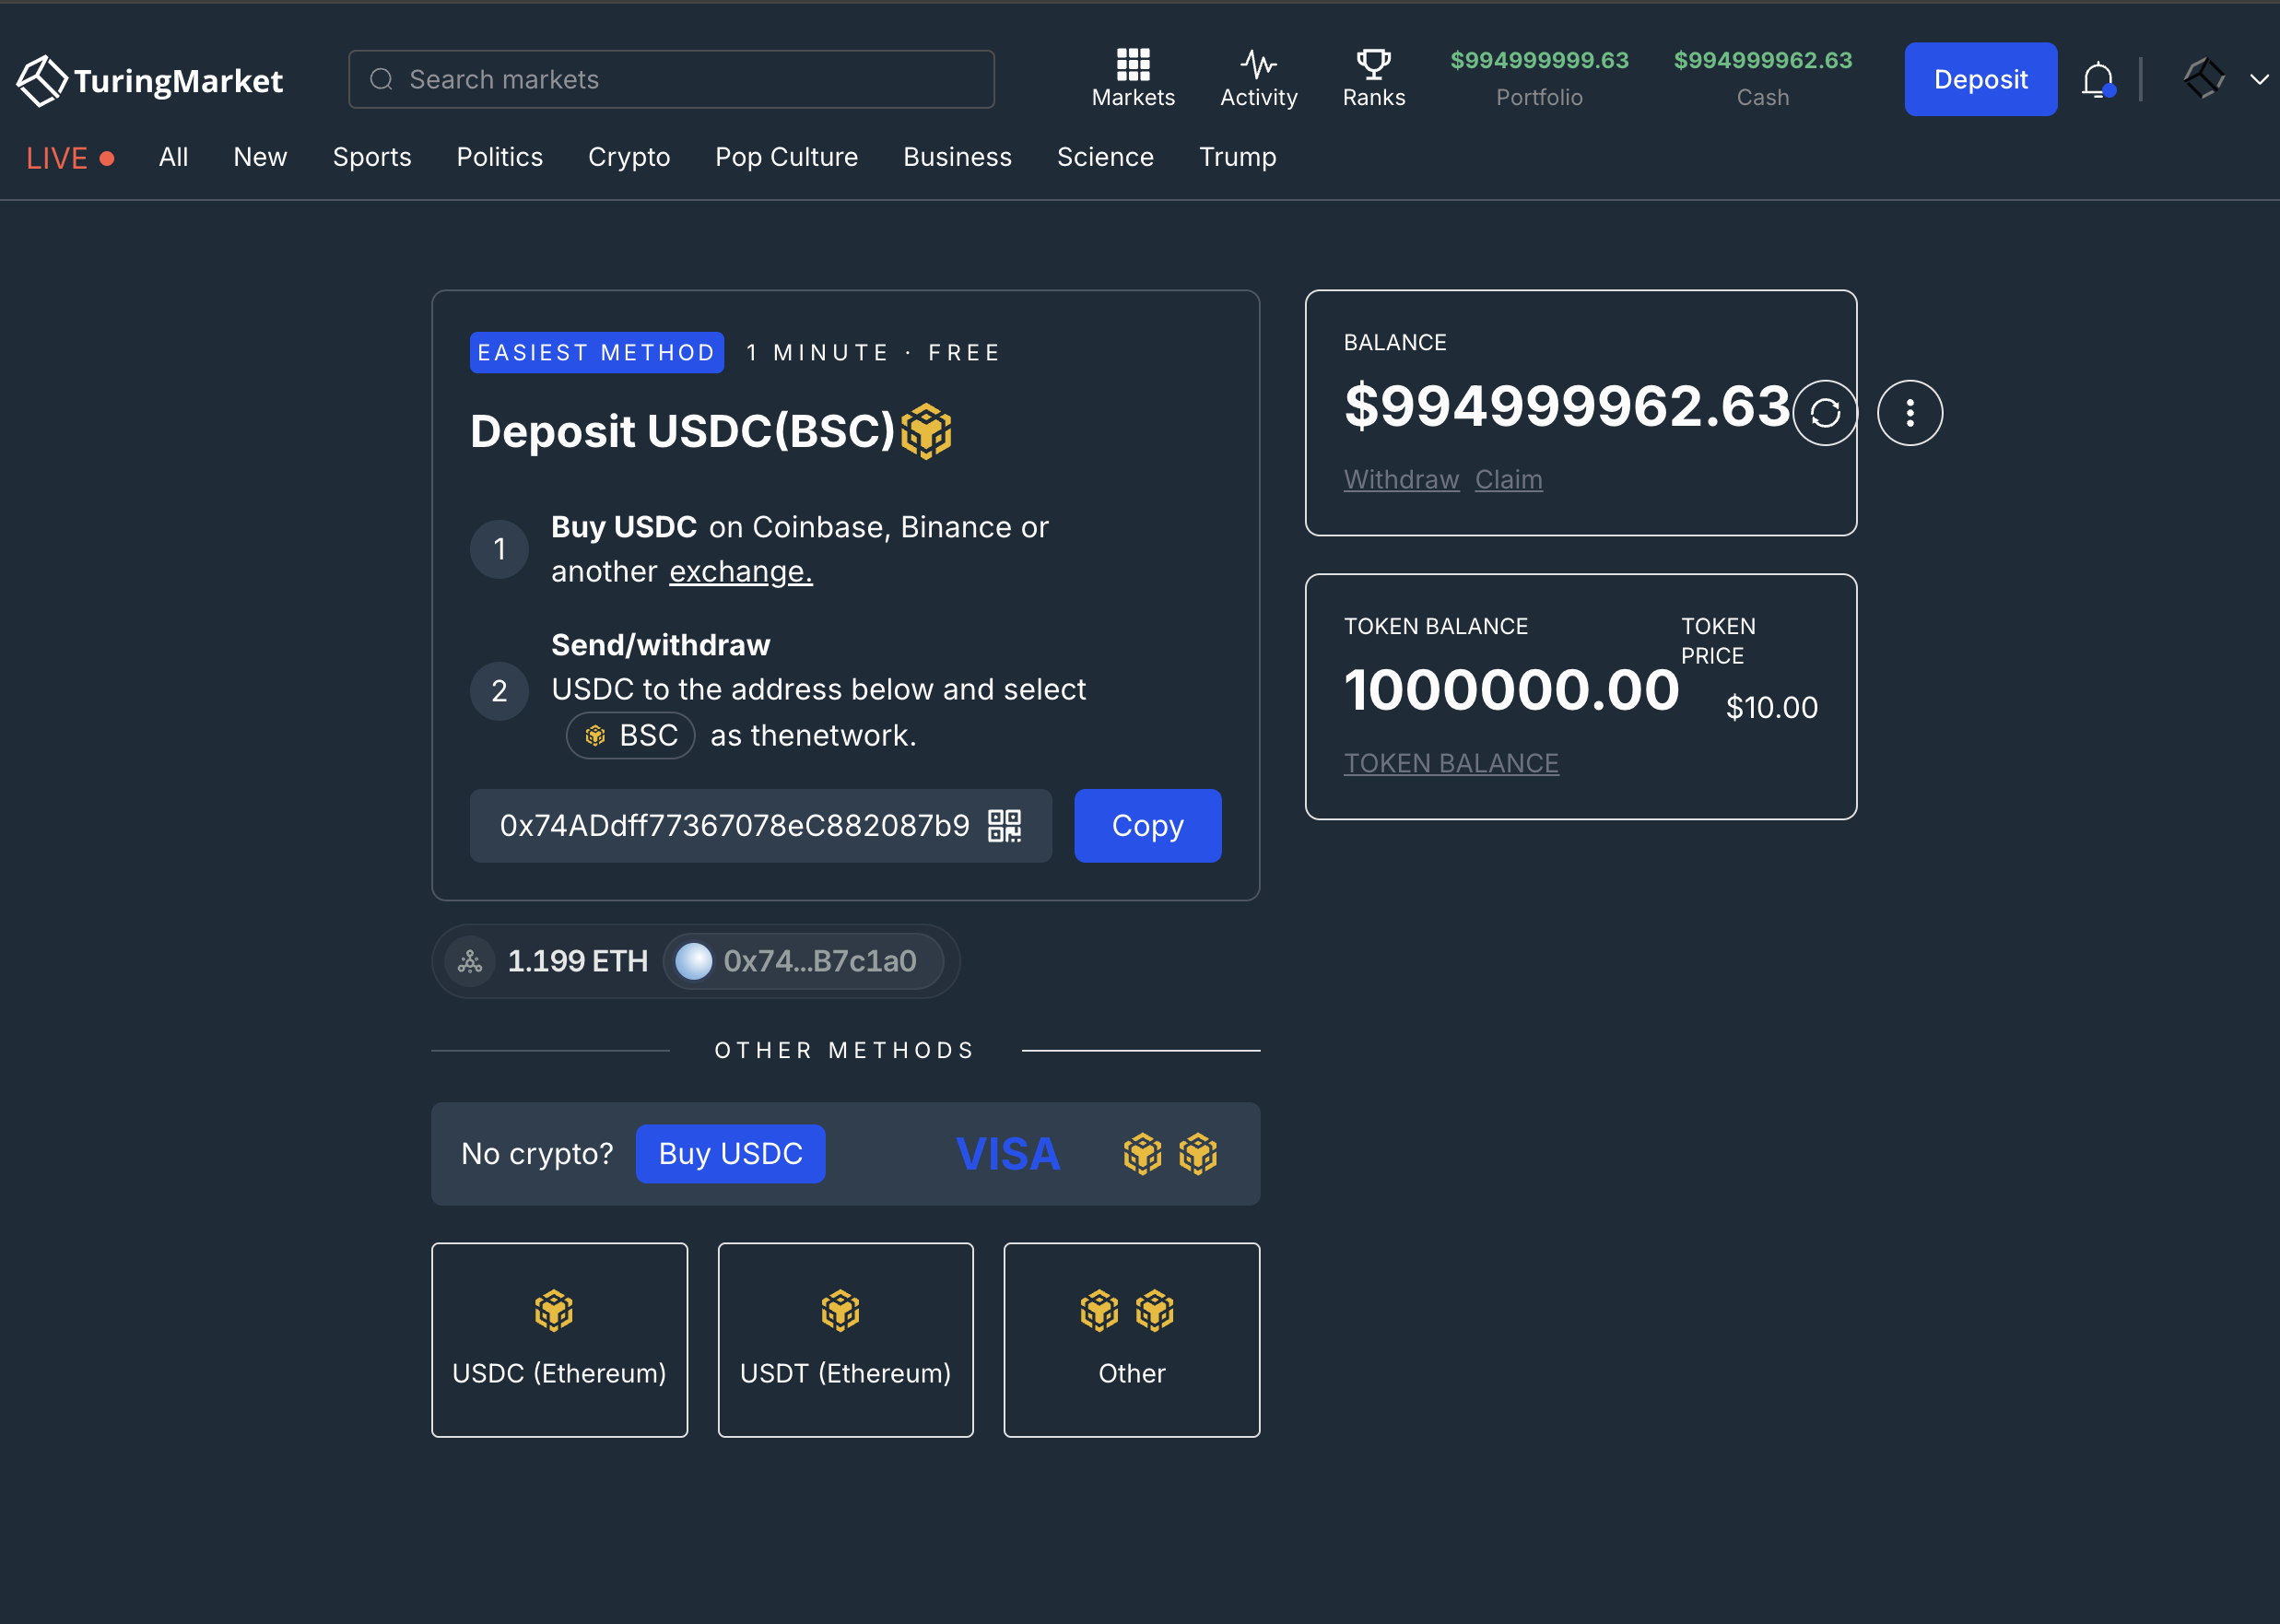 TuringMarket
Search markets
Markets
Activity
Ranks
$994999999.63
Portfolio
$994999962.63
Cash
Deposit
LIVE
All
New
Sports
Politics
Crypto
Pop Culture
Business
Science
Trump
EASIEST METHOD
1 MINUTE · FREE
Deposit USDC(BSC)
1
Buy USDC on Coinbase, Binance or
another exchange.
2
Send/withdraw
USDC to the address below and select
BSC as thenetwork.
0x74ADdff77367078eC882087b9
Copy
1.199 ETH
0x74...B7c1a0
OTHER METHODS
No crypto?
Buy USDC
VISA
USDC (Ethereum)
USDT (Ethereum)
Other
BALANCE
$994999962.63
Withdraw Claim
TOKEN BALANCE
1000000.00
TOKEN
PRICE
$10.00
TOKEN BALANCE